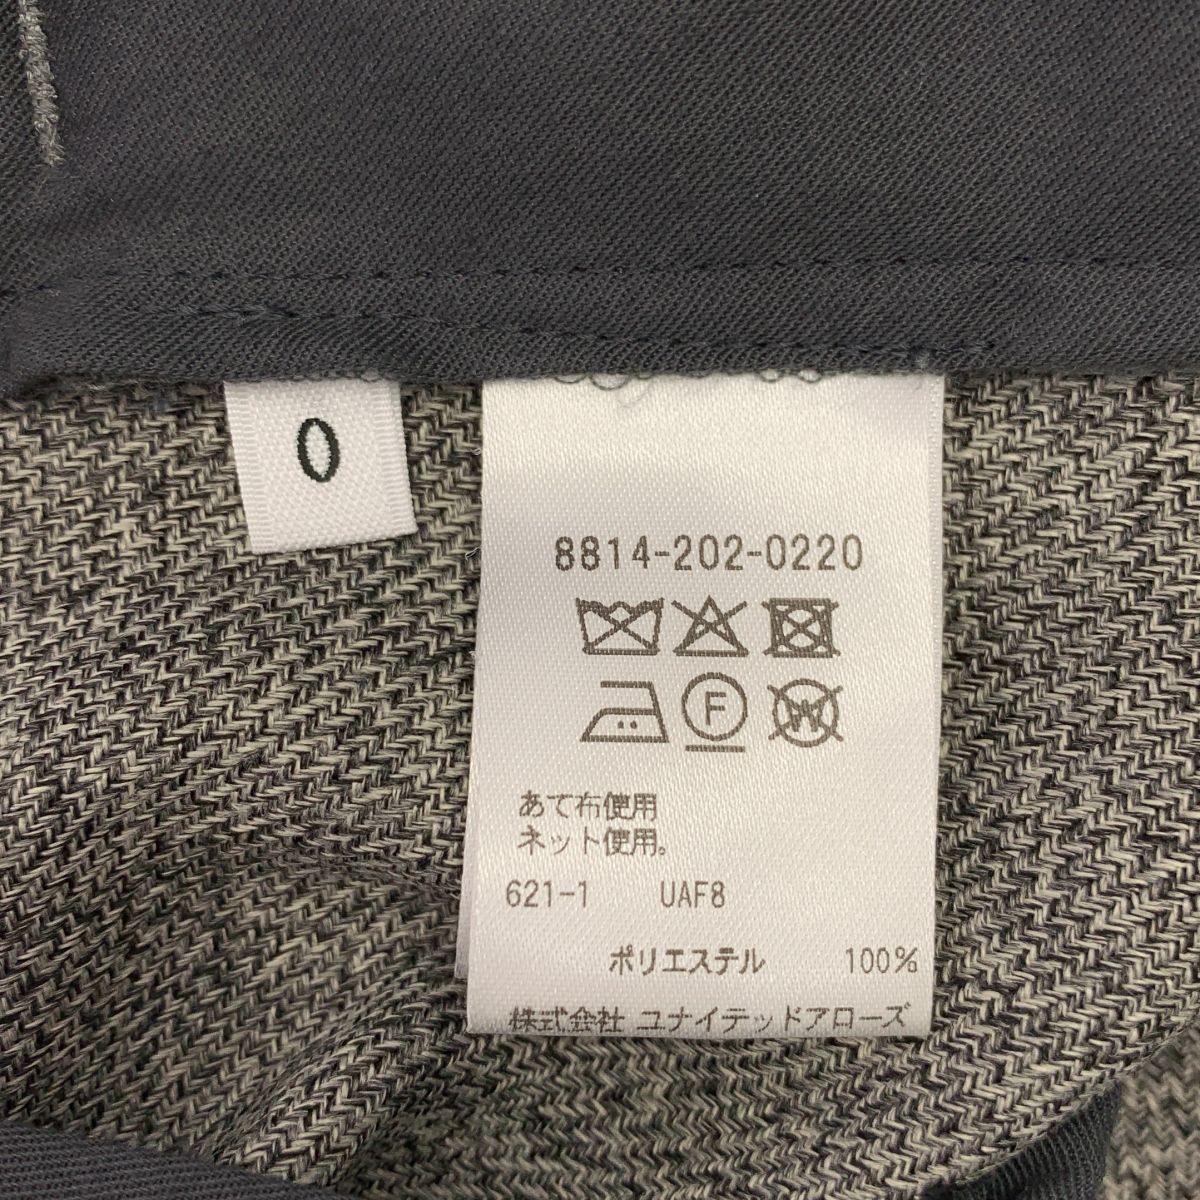 0
8814-202-0220
F
W
あて布使用
ネット使用。
621-1 UAF8
ポリエステル 100%
株式会社 ユナイテッドアローズ